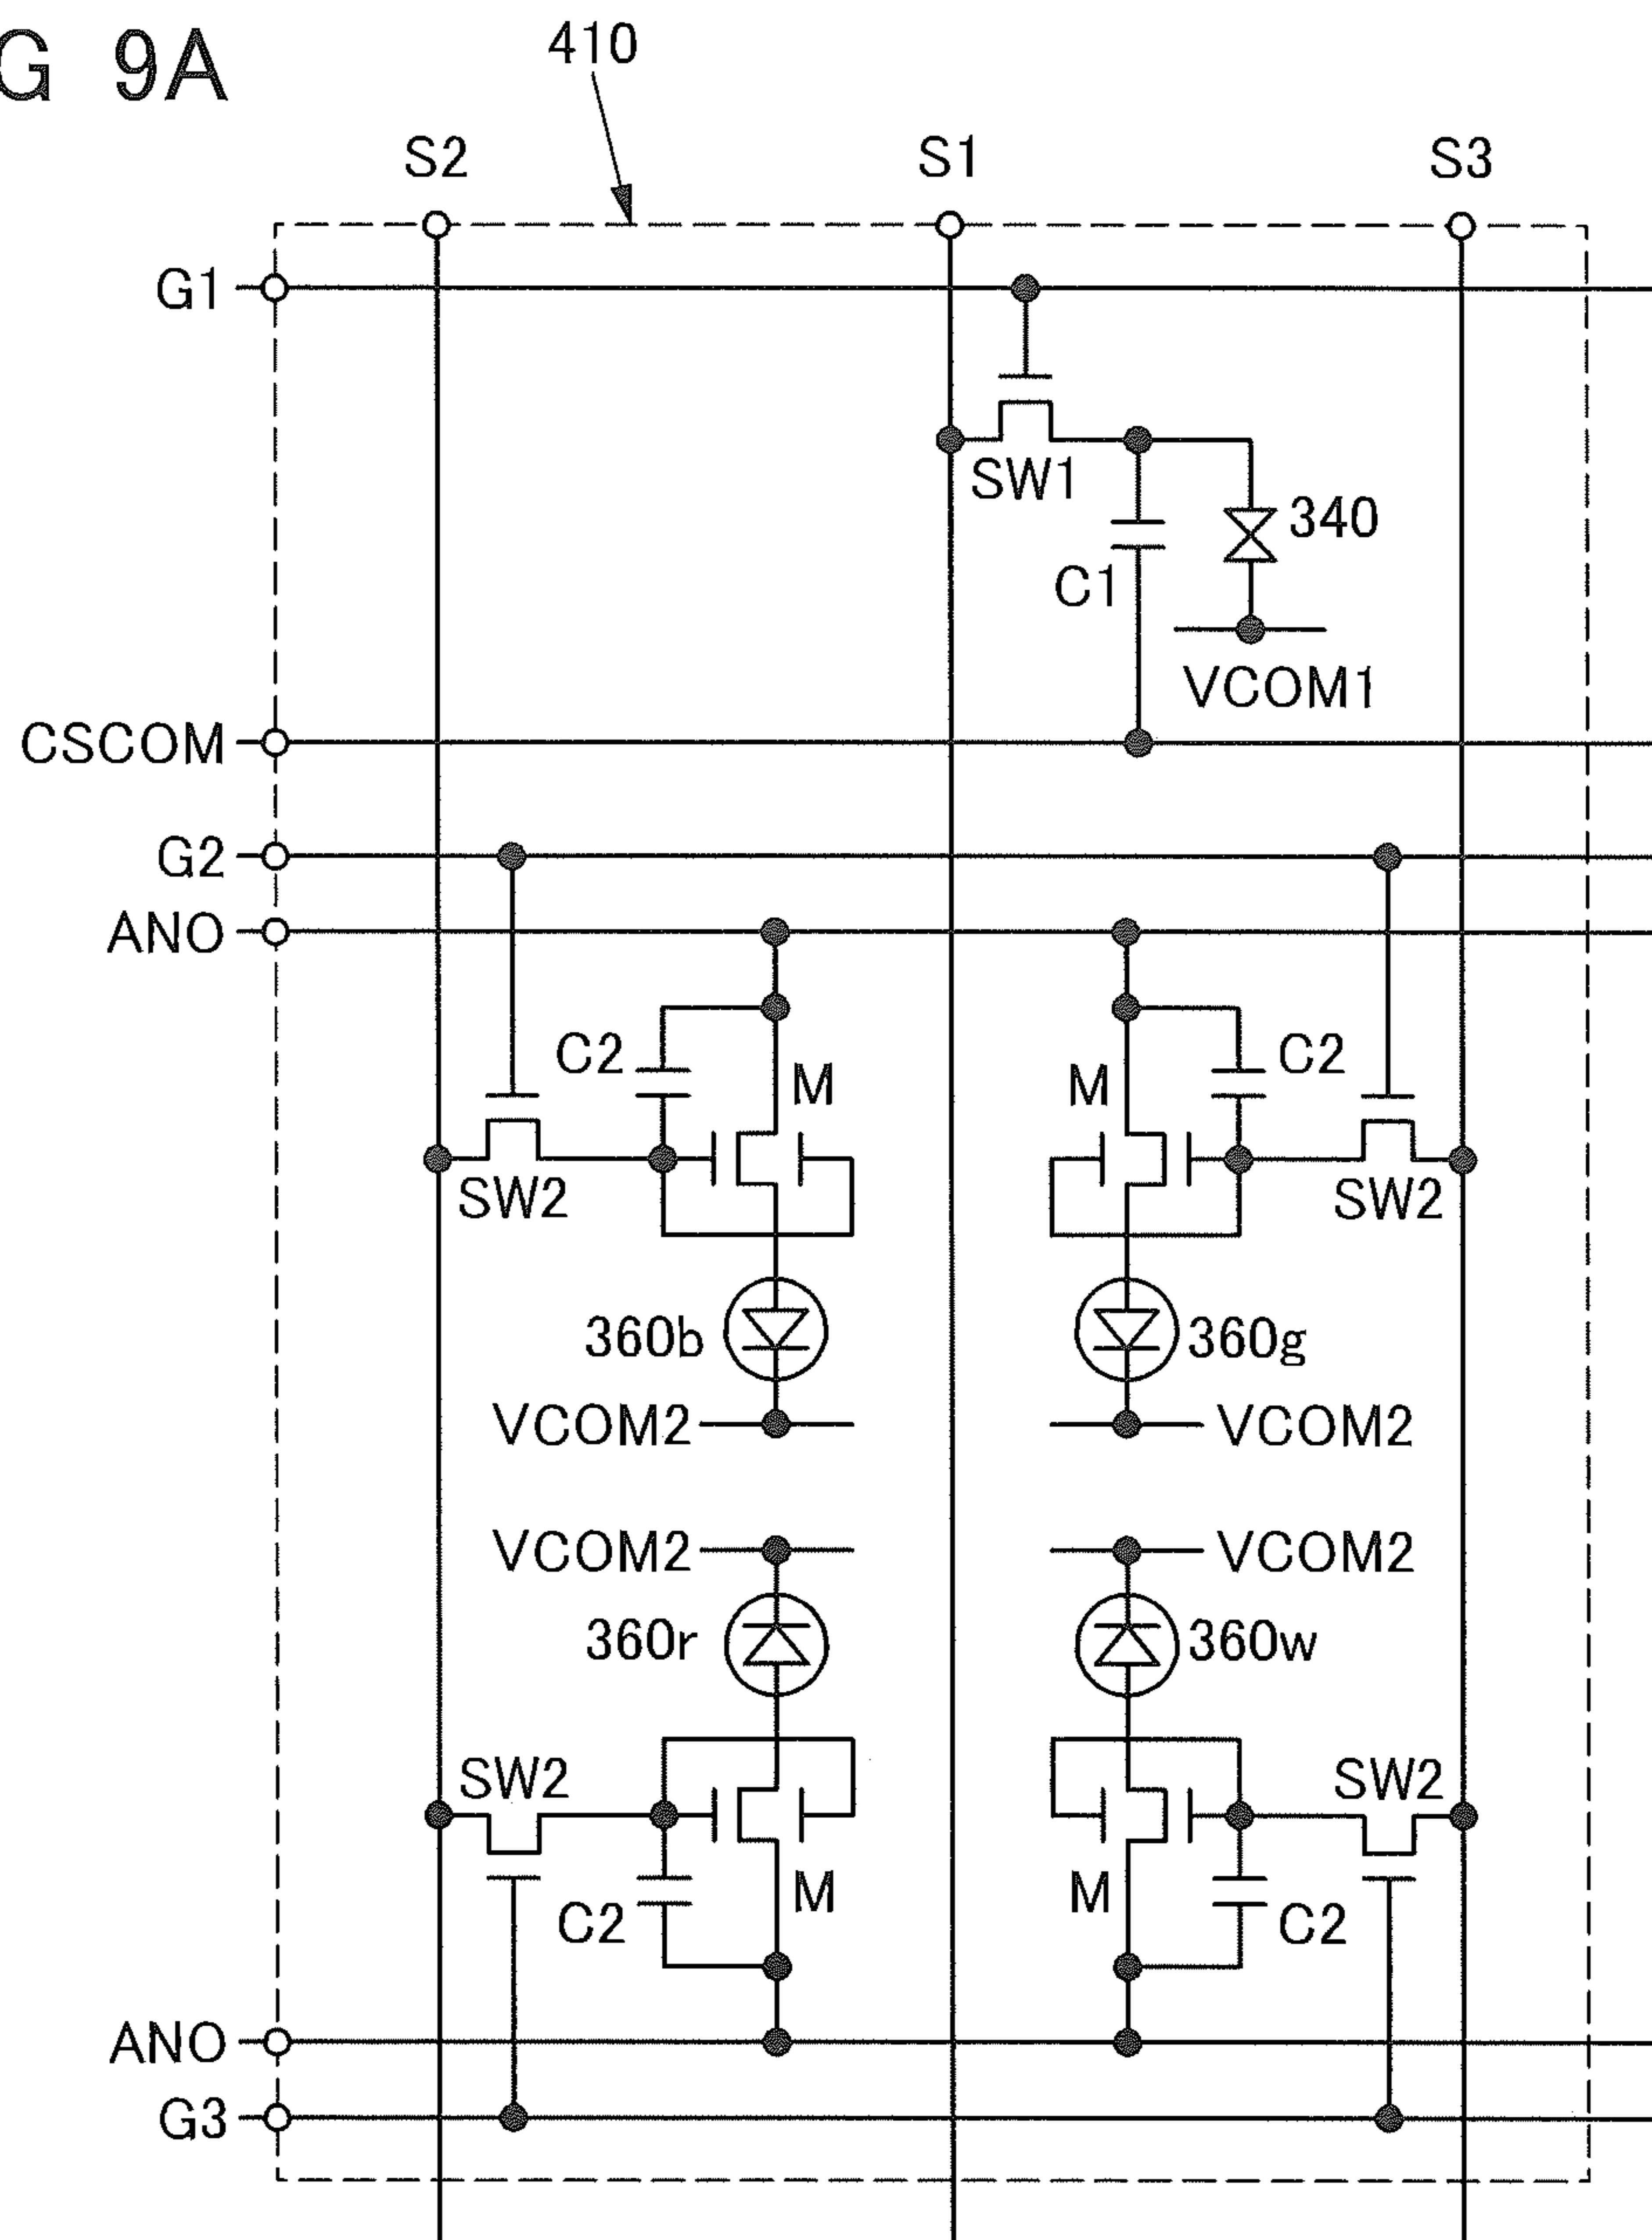 G 9A
410
S2 S1 S3
G1
SW1
340
C1
VCOM1
CSCOM
G2
ANO
C2 M M C2
SW2 SW2
360b 360g
VCOM2 VCOM2
VCOM2 VCOM2
360r 360w
SW2 SW2
C2 M M C2
ANO
G3